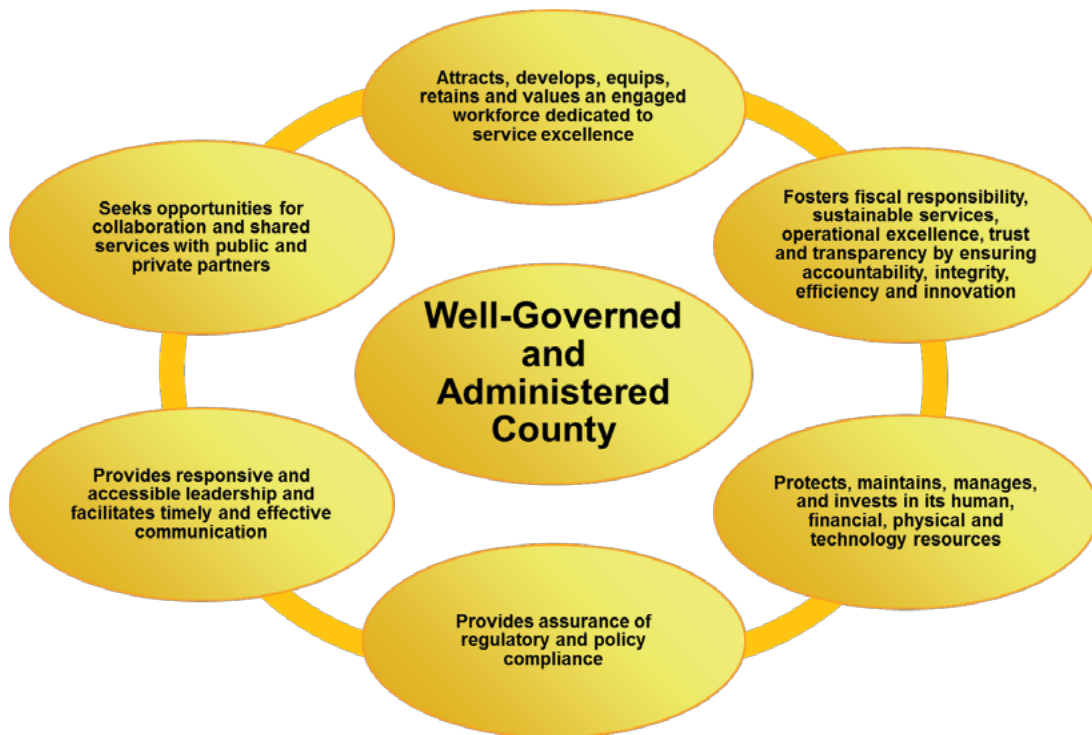 Attracts, develops, equips,
retains and values an engaged
workforce dedicated to
service excellence
Fosters fiscal responsibility,
sustainable services,
operational excellence, trust
and transparency by ensuring
accountability, integrity,
efficiency and innovation
Protects, maintains, manages,
and invests in its human,
financial, physical and
technology resources
Provides assurance of
regulatory and policy
compliance
Provides responsive and
accessible leadership and
facilitates timely and effective
communication
Seeks opportunities for
collaboration and shared
services with public and
private partners
Well-Governed
and
Administered
County